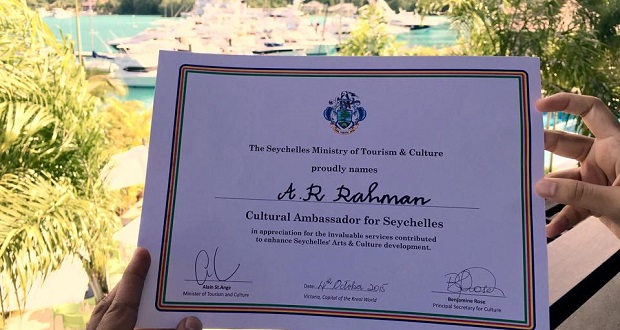 The Seychelles Ministry of Tourism & Culture
proudly names
A.R Rahman
Cultural Ambassador for Seychelles
in appreciation for the invaluable services contributed
to enhance Seychelles' Arts & Culture development.
Alain St.Ange
Minister of Tourism and Culture
Date: 14th October 2015
Victoria, Capital of the Kreol World
Benjamine Rose
Principal Secretary for Culture